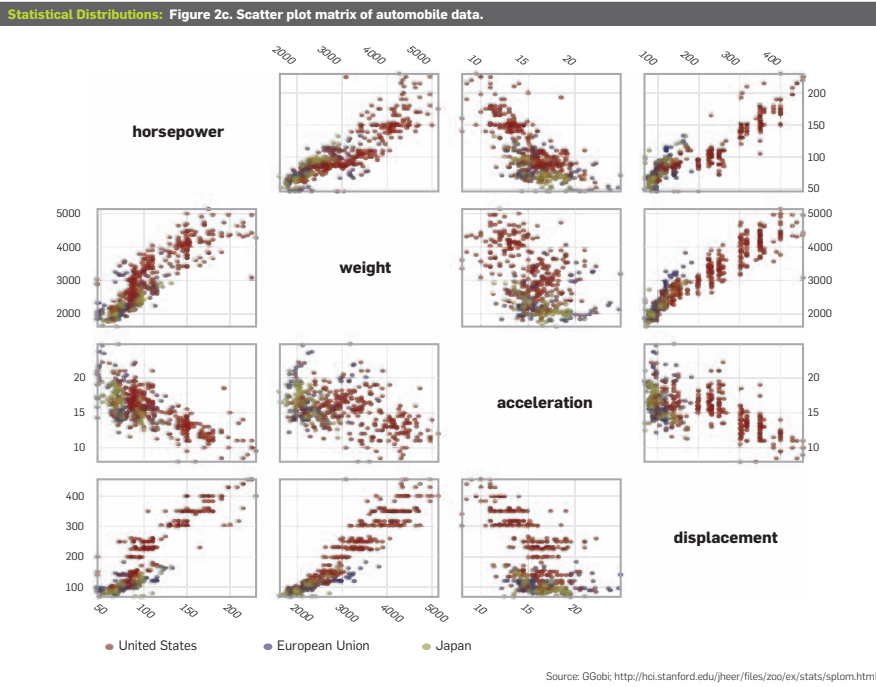 Statistical Distributions: Figure 2c. Scatter plot matrix of automobile data.
2000 3000 4000 5000 10 15 20 100 200 300 400
horsepower
200
150
100
50
5000 5000
4000 4000
weight
3000 3000
2000 2000
20 20
acceleration
15 15
10 10
400
displacement
300
200
100
50 100 150 200 2000 3000 4000 5000 10 15 20
United States European Union Japan
Source: GGobi; http://hci.stanford.edu/jheer/files/zoo/ex/stats/splom.html